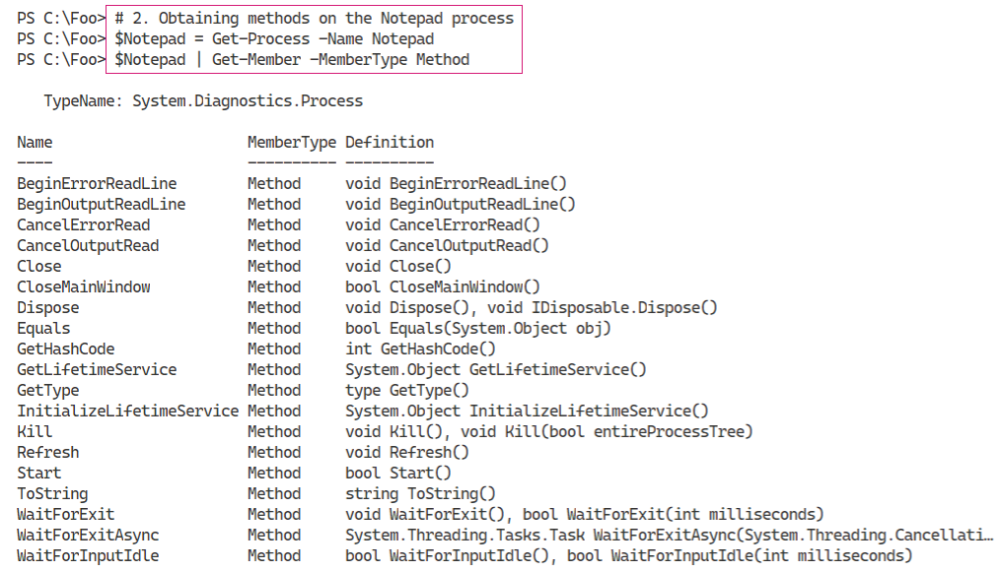 PS C:\Foo> # 2. Obtaining methods on the Notepad process
PS C:\Foo> $Notepad = Get-Process -Name Notepad
PS C:\Foo> $Notepad | Get-Member -MemberType Method
TypeName: System.Diagnostics.Process
Name MemberType Definition
---- ---------- ----------
BeginErrorReadLine Method void BeginErrorReadLine()
BeginOutputReadLine Method void BeginOutputReadLine()
CancelErrorRead Method void CancelErrorRead()
CancelOutputRead Method void CancelOutputRead()
Close Method void Close()
CloseMainWindow Method bool CloseMainWindow()
Dispose Method void Dispose(), void IDisposable.Dispose()
Equals Method bool Equals(System.Object obj)
GetHashCode Method int GetHashCode()
GetLifetimeService Method System.Object GetLifetimeService()
GetType Method type GetType()
InitializeLifetimeService Method System.Object InitializeLifetimeService()
Kill Method void Kill(), void Kill(bool entireProcessTree)
Refresh Method void Refresh()
Start Method bool Start()
ToString Method string ToString()
WaitForExit Method void WaitForExit(), bool WaitForExit(int milliseconds)
WaitForExitAsync Method System.Threading.Tasks.Task WaitForExitAsync(System.Threading.Cancellati…
WaitForInputIdle Method bool WaitForInputIdle(), bool WaitForInputIdle(int milliseconds)